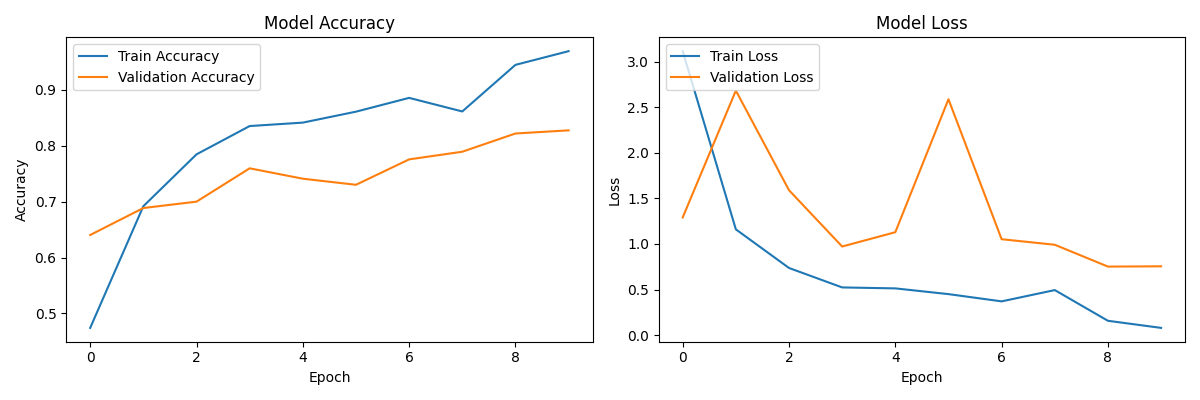 Model Accuracy
Train Accuracy
Validation Accuracy
Accuracy
0.9
0.8
0.7
0.6
0.5
0 2 4 6 8
Epoch
Model Loss
Train Loss
Validation Loss
Loss
3.0
2.5
2.0
1.5
1.0
0.5
0.0
0 2 4 6 8
Epoch